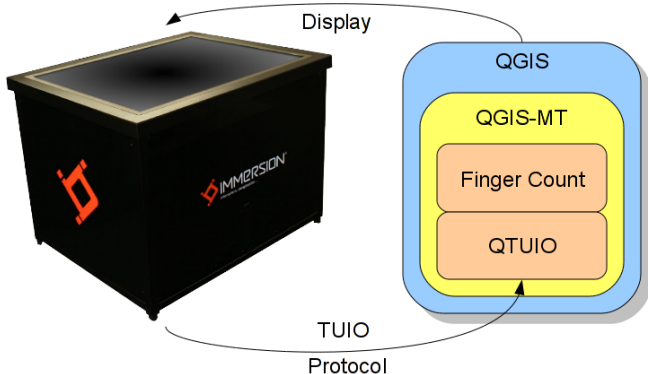 Display
QGIS
QGIS-MT
Finger Count
QTUIO
IMMERSION
TUIO
Protocol